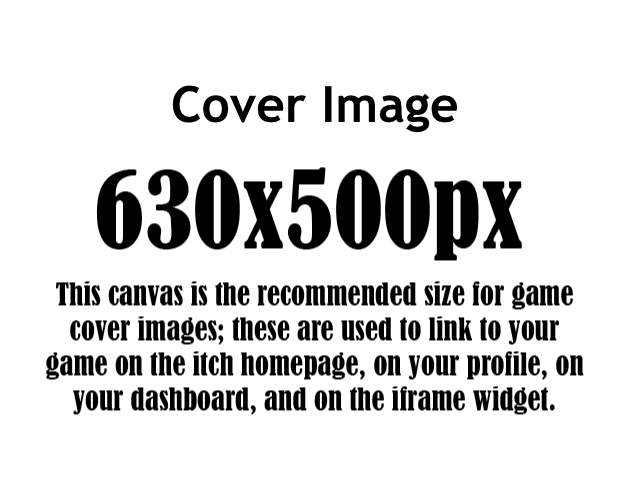 Cover Image
630x500px
This canvas is the recommended size for game
cover images; these are used to link to your
game on the itch homepage, on your profile, on
your dashboard, and on the iframe widget.